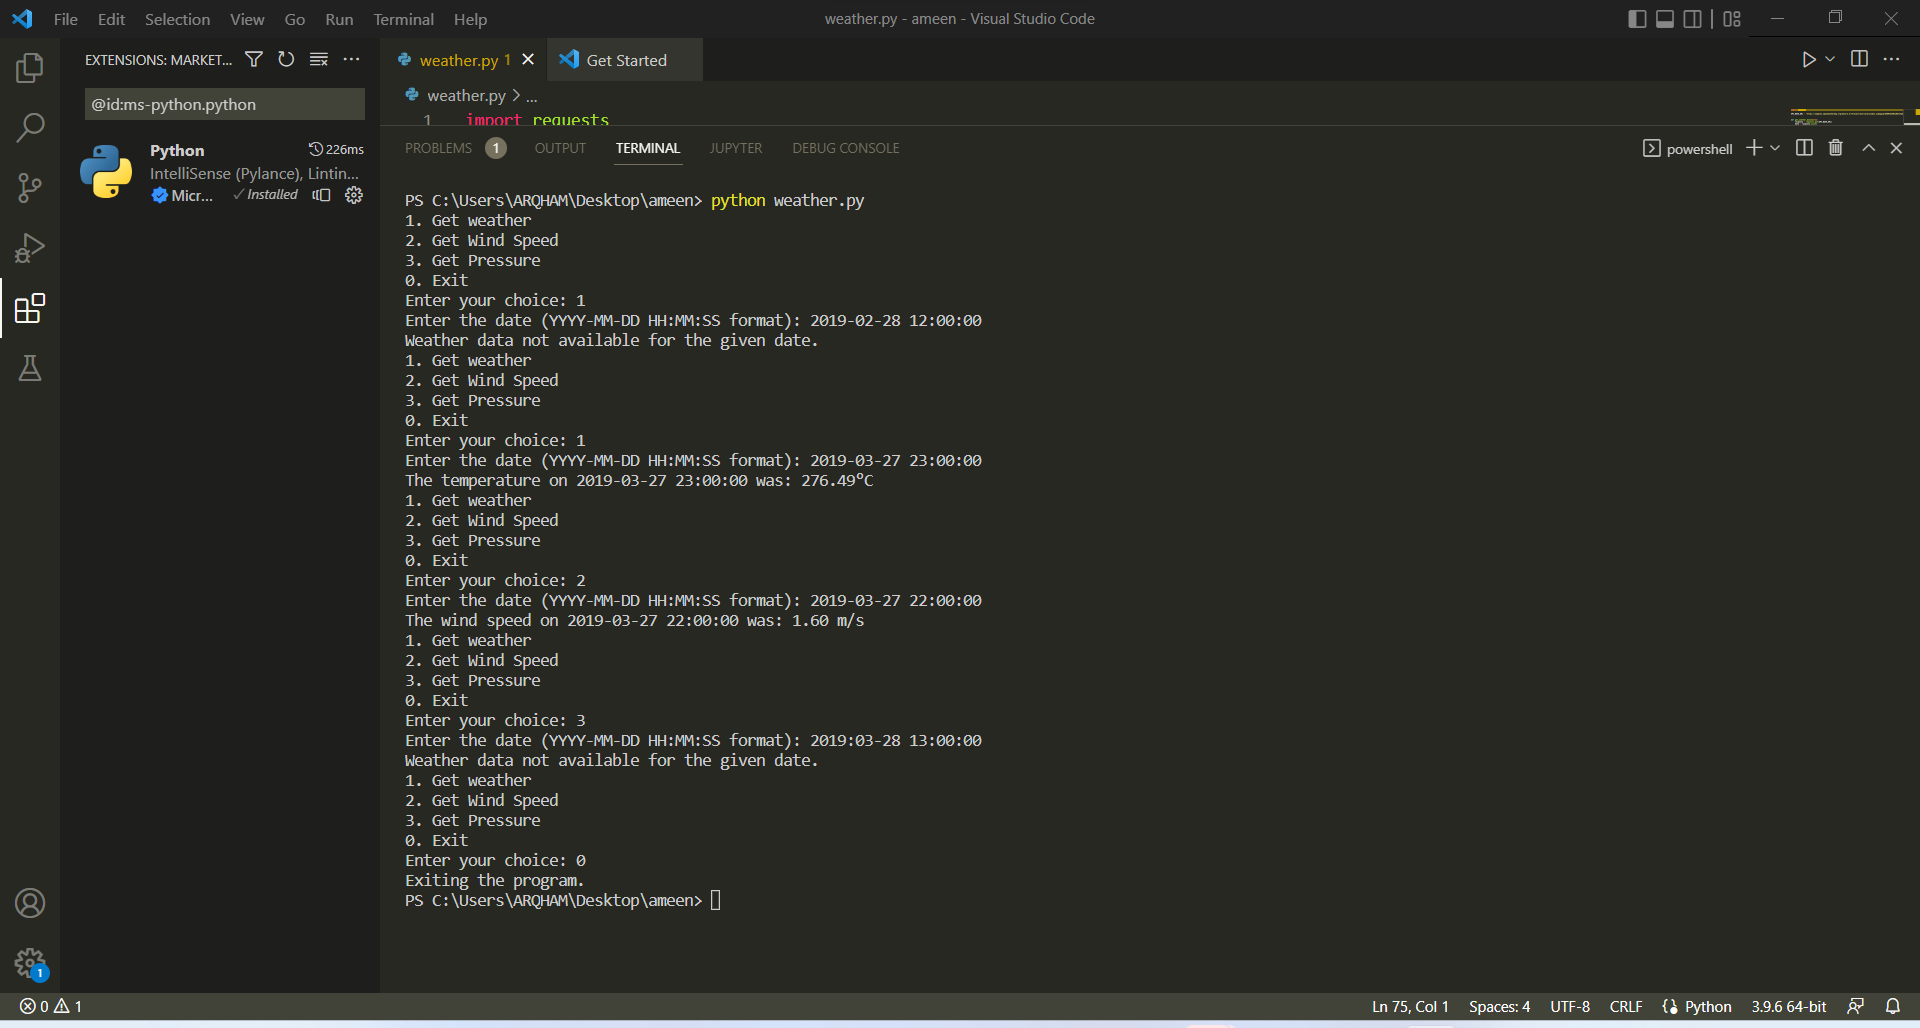 File Edit Selection View Go Run Terminal Help
weather.py - ameen - Visual Studio Code
EXTENSIONS: MARKET...
@id:ms-python.python
Python 226ms
IntelliSense (Pylance), Lintin...
Micr... ✓Installed
weather.py 1
Get Started
weather.py > ...
1 import requests
PROBLEMS 1 OUTPUT TERMINAL JUPYTER DEBUG CONSOLE
powershell
PS C:\Users\ARQHAM\Desktop\ameen> python weather.py
1. Get weather
2. Get Wind Speed
3. Get Pressure
0. Exit
Enter your choice: 1
Enter the date (YYYY-MM-DD HH:MM:SS format): 2019-02-28 12:00:00
Weather data not available for the given date.
1. Get weather
2. Get Wind Speed
3. Get Pressure
0. Exit
Enter your choice: 1
Enter the date (YYYY-MM-DD HH:MM:SS format): 2019-03-27 23:00:00
The temperature on 2019-03-27 23:00:00 was: 276.49°C
1. Get weather
2. Get Wind Speed
3. Get Pressure
0. Exit
Enter your choice: 2
Enter the date (YYYY-MM-DD HH:MM:SS format): 2019-03-27 22:00:00
The wind speed on 2019-03-27 22:00:00 was: 1.60 m/s
1. Get weather
2. Get Wind Speed
3. Get Pressure
0. Exit
Enter your choice: 3
Enter the date (YYYY-MM-DD HH:MM:SS format): 2019:03-28 13:00:00
Weather data not available for the given date.
1. Get weather
2. Get Wind Speed
3. Get Pressure
0. Exit
Enter your choice: 0
Exiting the program.
PS C:\Users\ARQHAM\Desktop\ameen>
1
0 1
Ln 75, Col 1 Spaces: 4 UTF-8 CRLF Python 3.9.6 64-bit